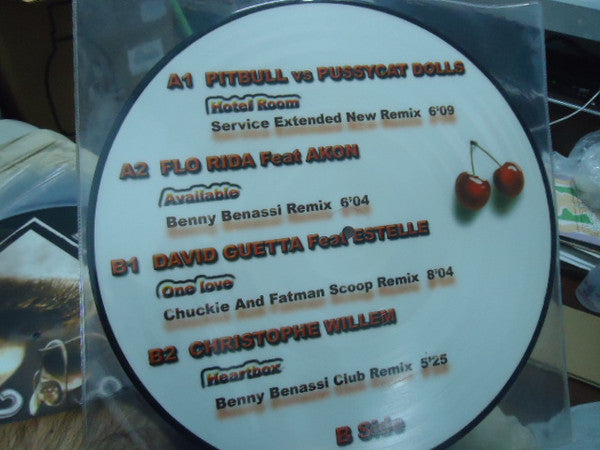 A1 PITBULL vs PUSSYCAT DOLLS
Hotel Room
Service Extended New Remix 6'09
A2 FLO RIDA Feat AKON
Available
Benny Benassi Remix 6'04
B1 DAVID GUETTA Feat ESTELLE
One love
Chuckie And Fatman Scoop Remix 8'04
B2 CHRISTOPHE WILLEM
Heartbox
Benny Benassi Club Remix 5'25
B Side